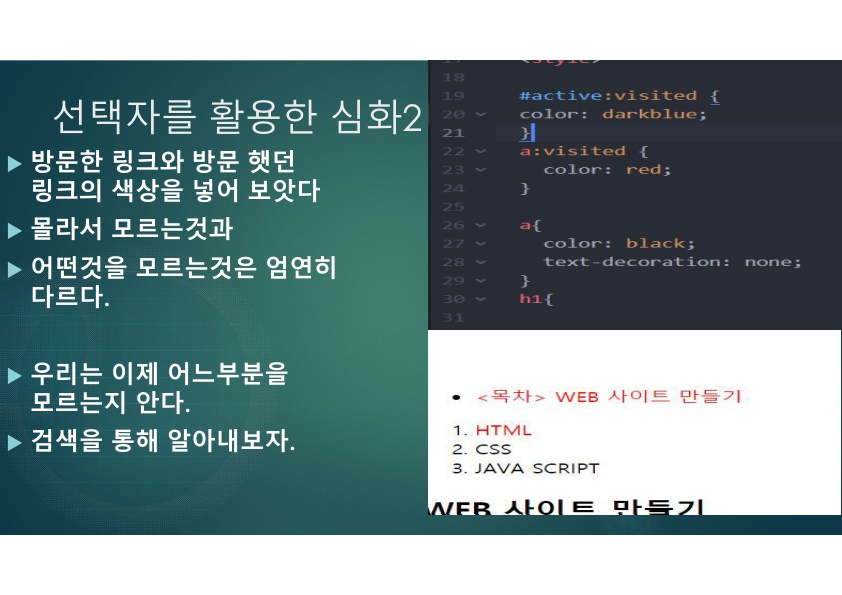 선택자를 활용한 심화2
방문한 링크와 방문 했던
링크의 색상을 넣어 보앗다
몰라서 모르는것과
어떤것을 모르는것은 엄연히
다르다.
우리는 이제 어느부분을
모르는지 안다.
검색을 통해 알아내보자.
17 <style>
18
19 #active:visited {
20 color: darkblue;
21 }
22 a:visited {
23 color: red;
24 }
25
26 a{
27 color: black;
28 text-decoration: none;
29 }
30 h1{
31
<목차> WEB 사이트 만들기
1. HTML
2. CSS
3. JAVA SCRIPT
WEB 사이트 만들기